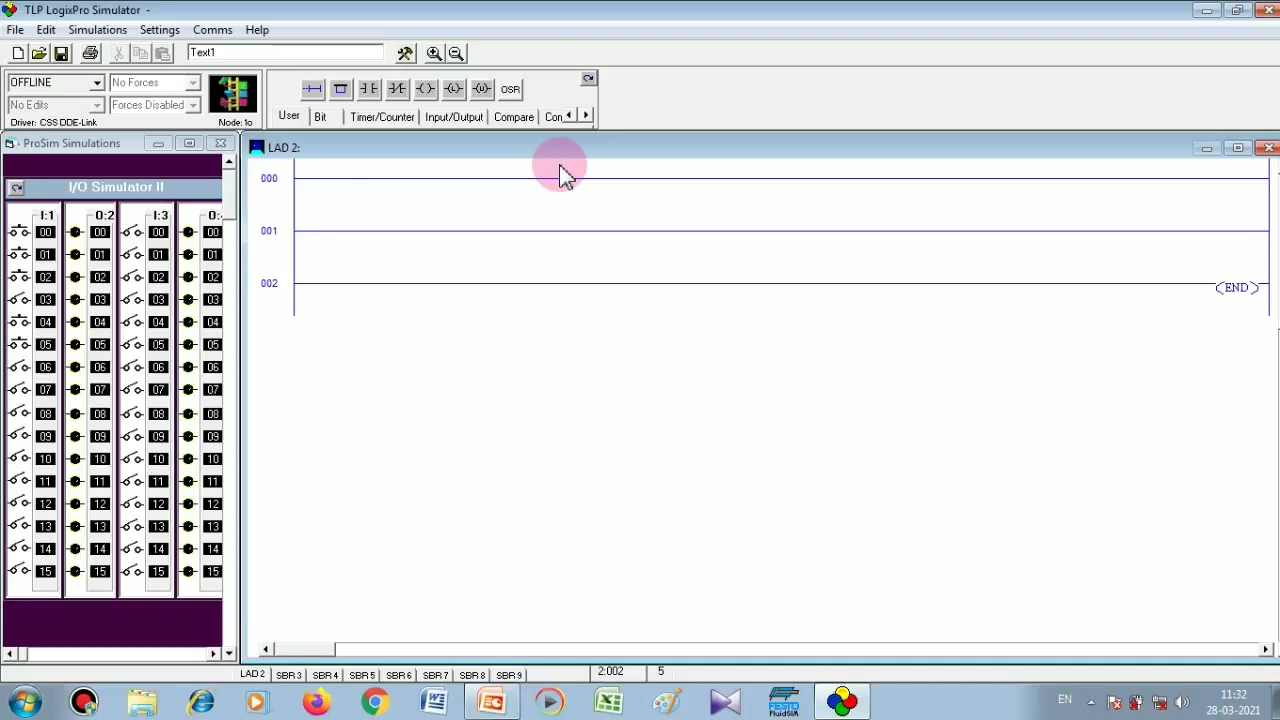 TLP LogixPro Simulator -
File Edit Simulations Settings Comms Help
Text1
OFFLINE No Forces
No Edits Forces Disabled
Driver: CSS DDE-Link Node: 1o
OSR
User Bit Timer/Counter Input/Output Compare Con
ProSim Simulations
I/O Simulator II
I:1 O:2 I:3 O:
00 00 00 00
01 01 01 01
02 02 02 02
03 03 03 03
04 04 04 04
05 05 05 05
06 06 06 06
07 07 07 07
08 08 08 08
09 09 09 09
10 10 10 10
11 11 11 11
12 12 12 12
13 13 13 13
14 14 14 14
15 15 15 15
LAD 2:
000
001
002 END
LAD 2 SBR 3 SBR 4 SBR 5 SBR 6 SBR 7 SBR 8 SBR 9 2:002 5
FESTO
FluidSIM
EN
11:32
28-03-2021